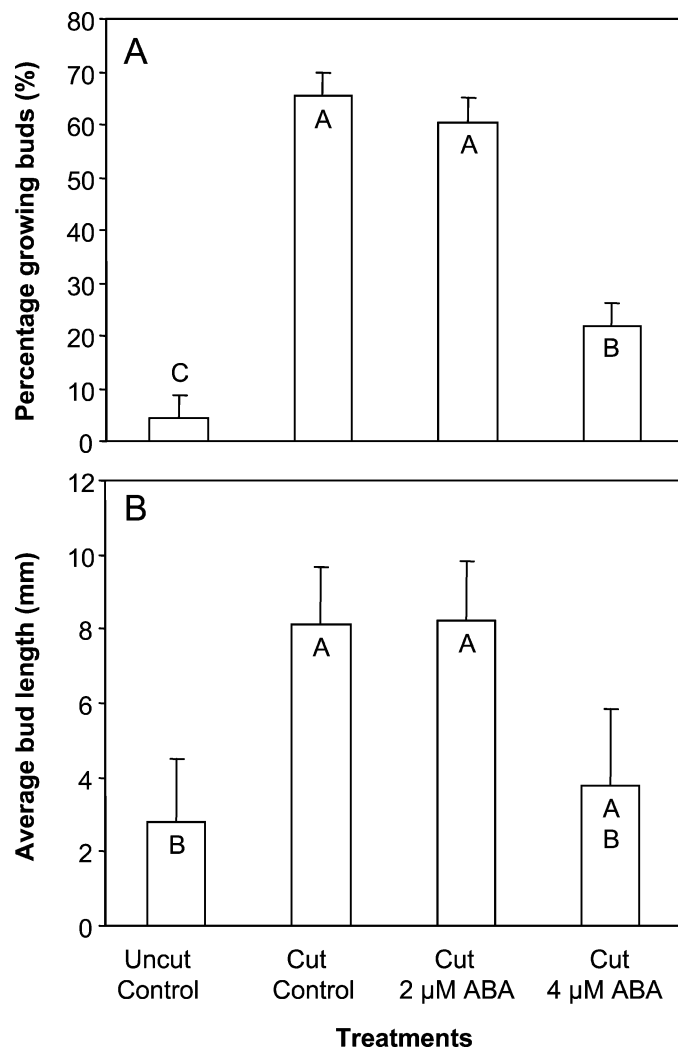 A
Percentage growing buds (%)
80
70
60
50
40
30
20
10
0
C
A
A
B
B
Average bud length (mm)
12
10
8
6
4
2
0
B
A
A
A
B
Uncut Cut Cut Cut
Control Control 2 µM ABA 4 µM ABA
Treatments